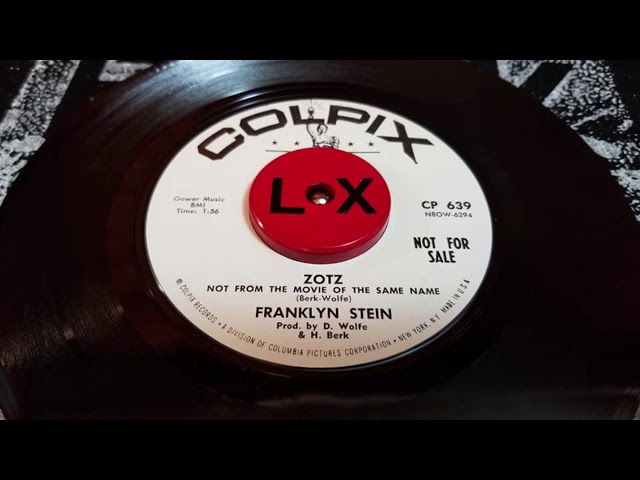 COLPIX
Gower Music
BMI
Time: 1:56
L X
CP 639
N8OW-6294
NOT FOR
SALE
ZOTZ
NOT FROM THE MOVIE OF THE SAME NAME
(Berk-Wolfe)
FRANKLYN STEIN
Prod. by D. Wolfe
& H. Berk
© COLPIX RECORDS • A DIVISION OF COLUMBIA PICTURES CORPORATION • NEW YORK, N.Y. MADE IN U.S.A.